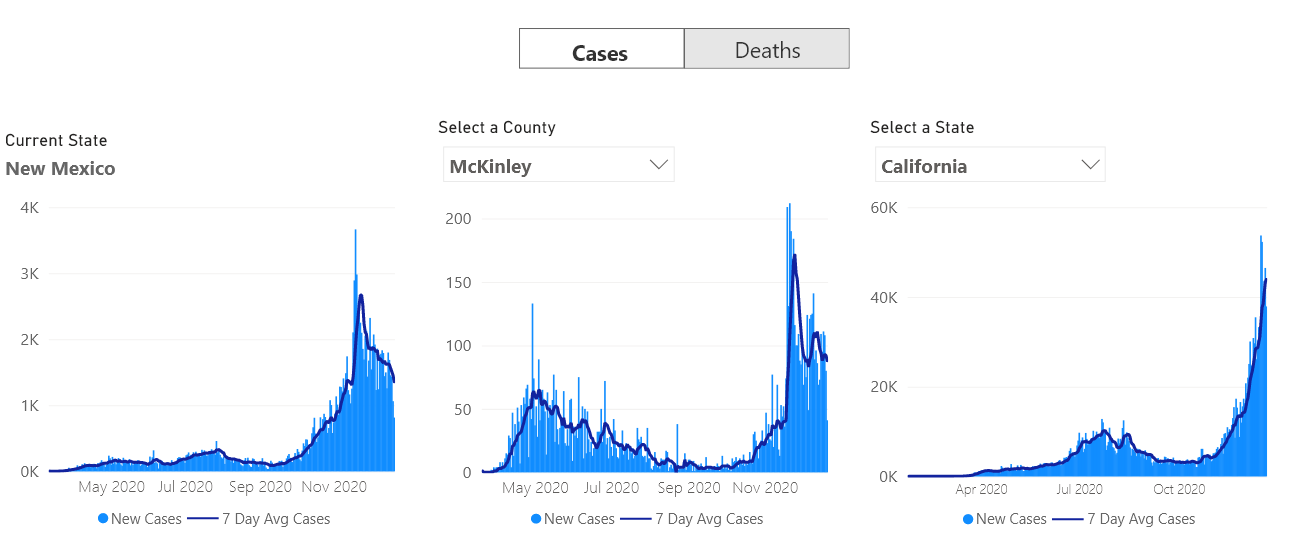 Cases Deaths
Current State
New Mexico
4K
3K
2K
1K
0K
May 2020 Jul 2020 Sep 2020 Nov 2020
New Cases 7 Day Avg Cases
Select a County
McKinley
200
150
100
50
0
May 2020 Jul 2020 Sep 2020 Nov 2020
New Cases 7 Day Avg Cases
Select a State
California
60K
40K
20K
0K
Apr 2020 Jul 2020 Oct 2020
New Cases 7 Day Avg Cases